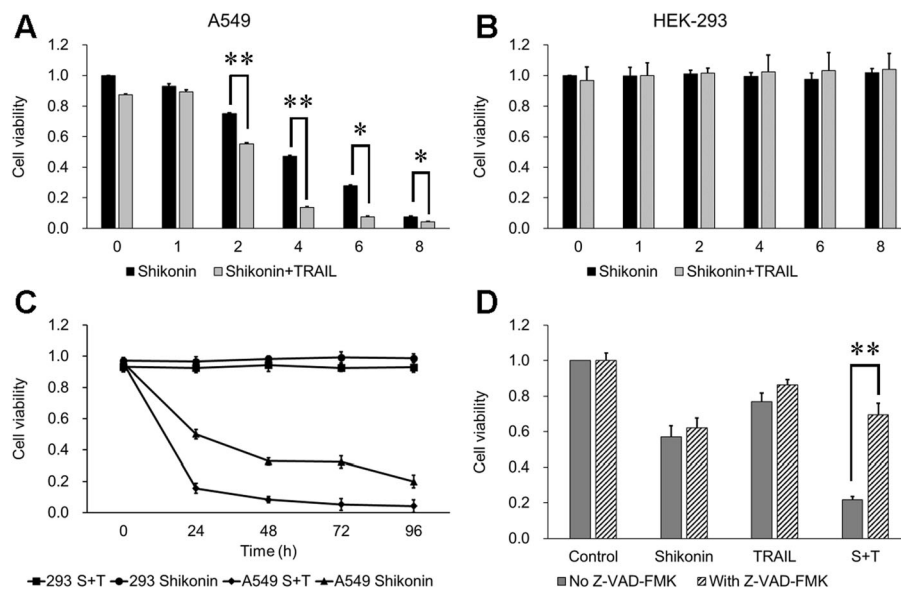 A
A549
Cell viability
1.2
1.0
0.8
0.6
0.4
0.2
0.0
**
**
*
*
0 1 2 4 6 8
Shikonin Shikonin+TRAIL
B
HEK-293
Cell viability
1.2
1.0
0.8
0.6
0.4
0.2
0.0
0 1 2 4 6 8
Shikonin Shikonin+TRAIL
C
Cell viability
1.2
1.0
0.8
0.6
0.4
0.2
0.0
0 24 48 72 96
Time (h)
293 S+T 293 Shikonin A549 S+T A549 Shikonin
D
Cell viability
1.2
1.0
0.8
0.6
0.4
0.2
0.0
**
Control Shikonin TRAIL S+T
No Z-VAD-FMK With Z-VAD-FMK